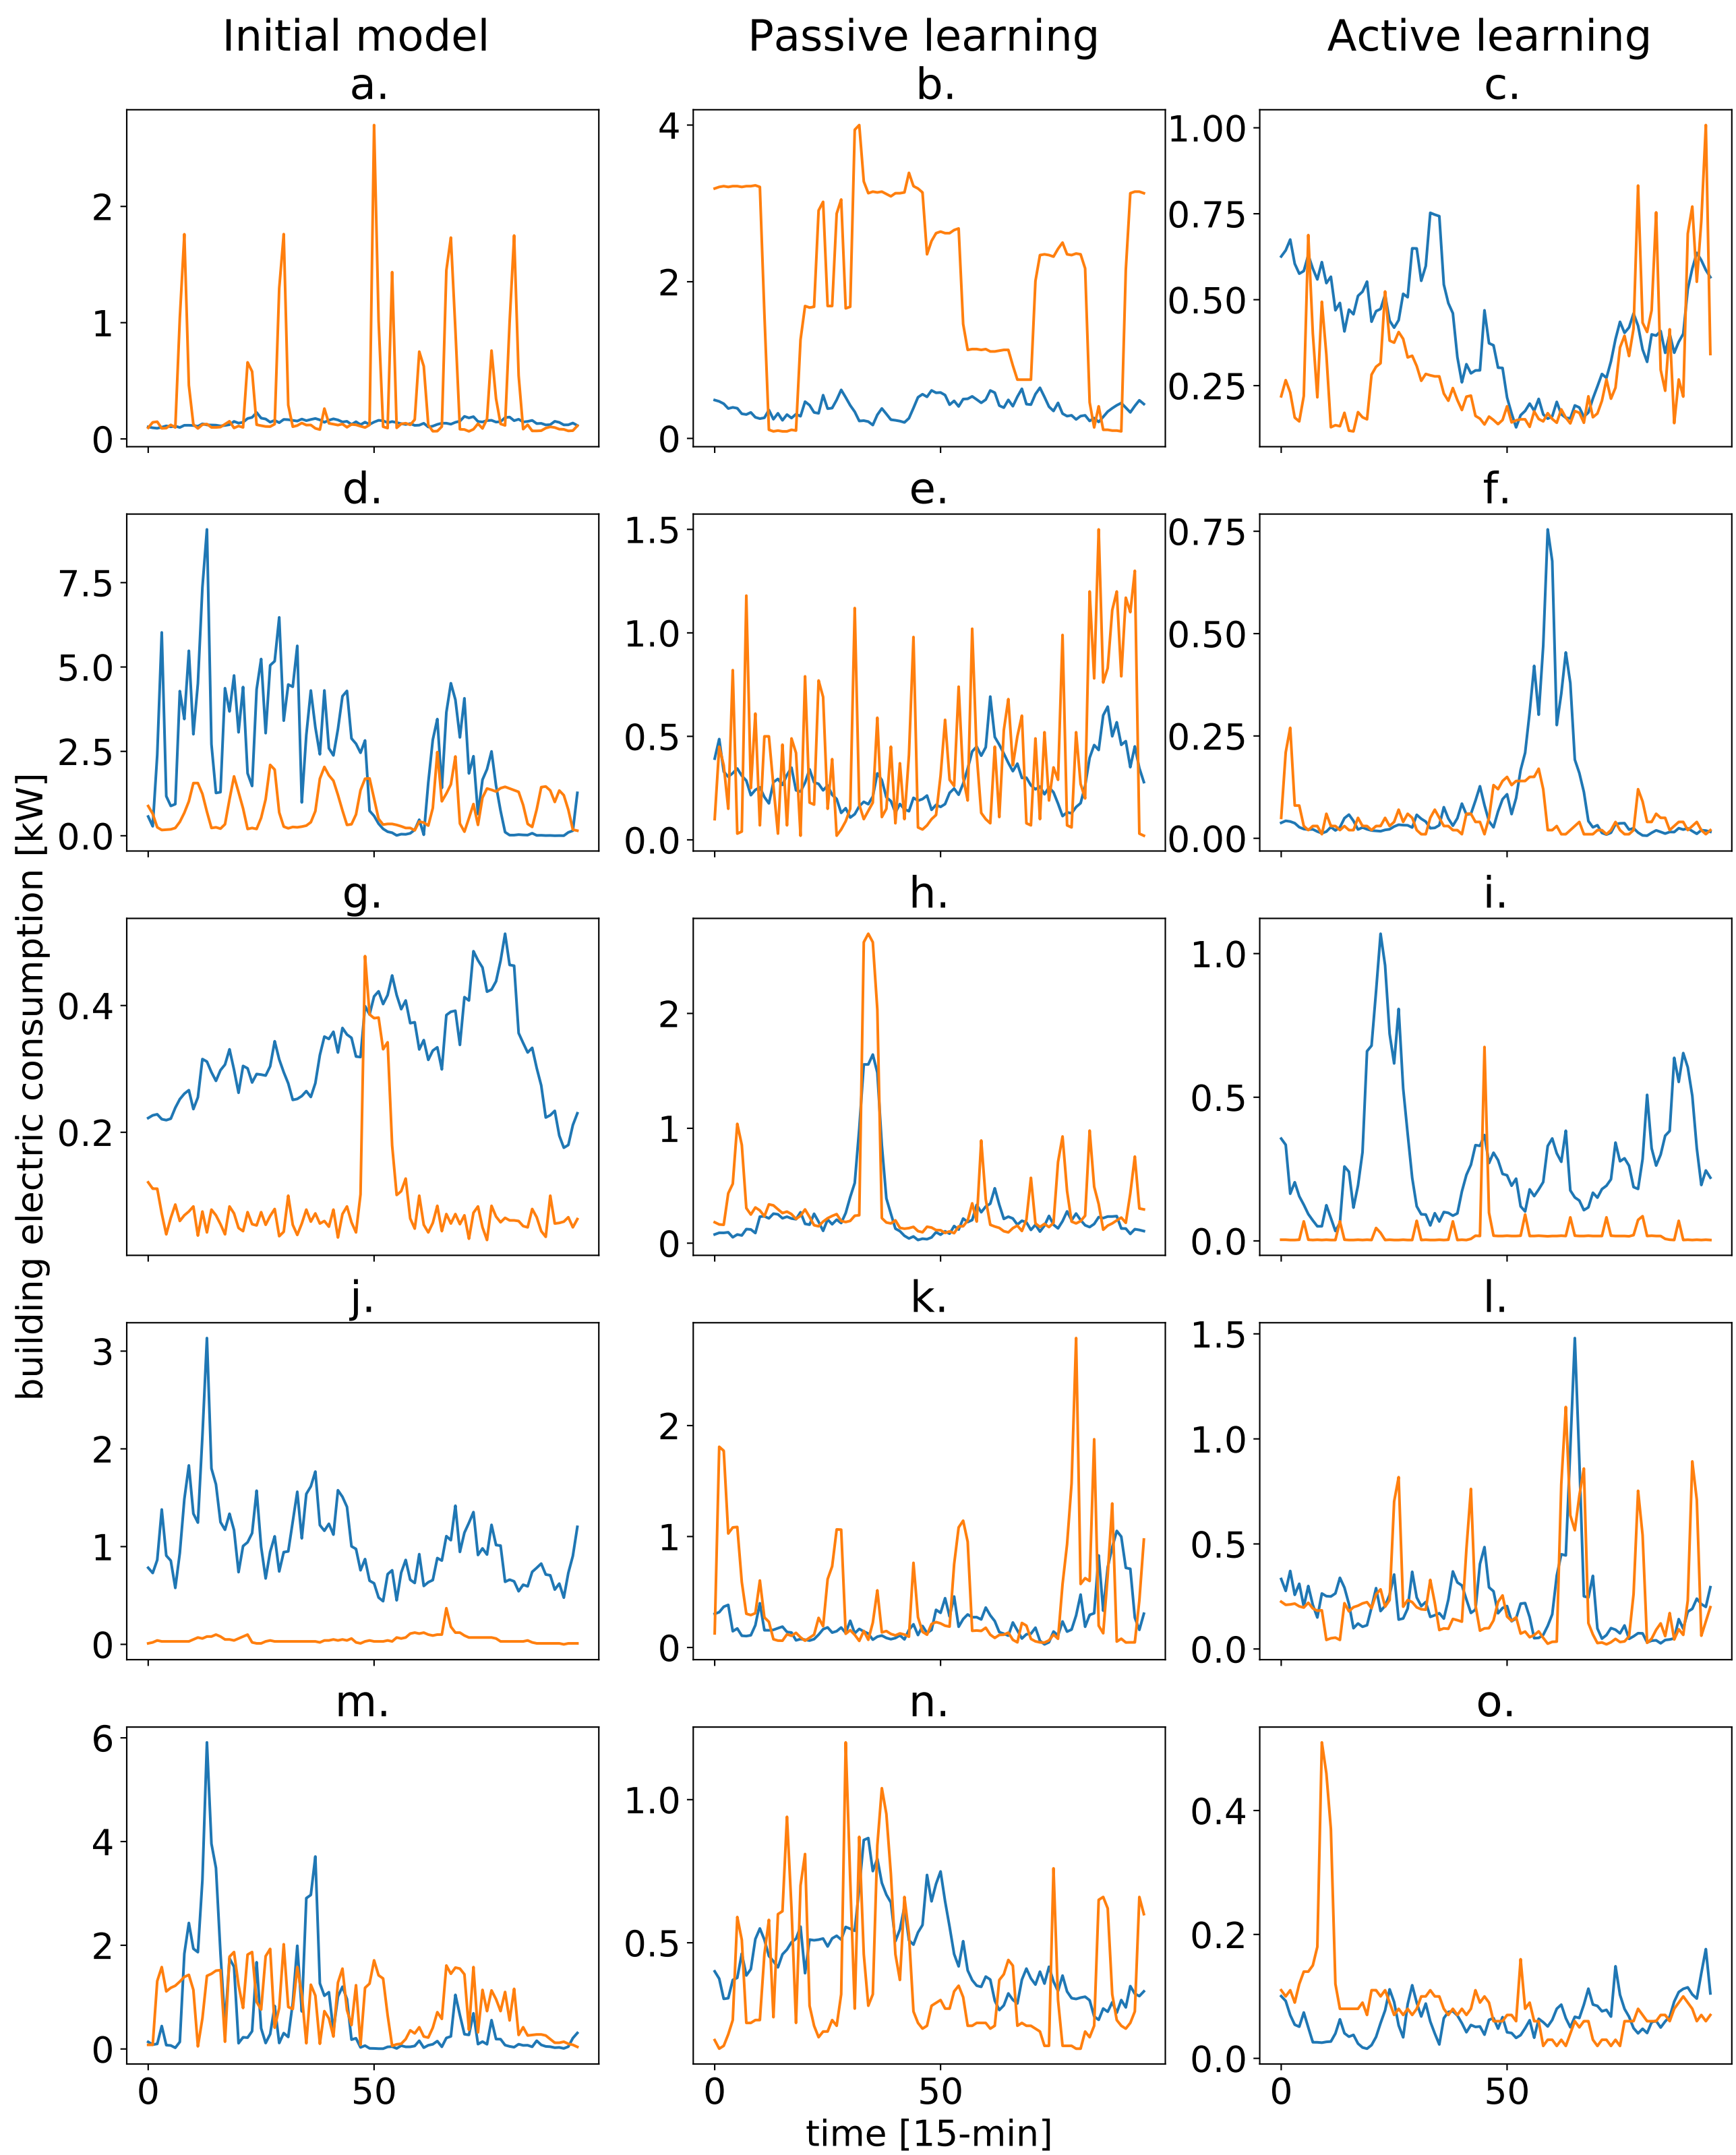 Initial model
Passive learning
Active learning
a.
b.
c.
2
1
0
4
2
0
1.00
0.75
0.50
0.25
d.
e.
f.
7.5
5.0
2.5
0.0
1.5
1.0
0.5
0.0
0.75
0.50
0.25
0.00
g.
h.
i.
0.4
0.2
2
1
0
1.0
0.5
0.0
j.
k.
l.
3
2
1
0
2
1
0
1.5
1.0
0.5
0.0
m.
n.
o.
6
4
2
0
1.0
0.5
0.4
0.2
0.0
0
50
0
50
0
50
building electric consumption [kW]
time [15-min]